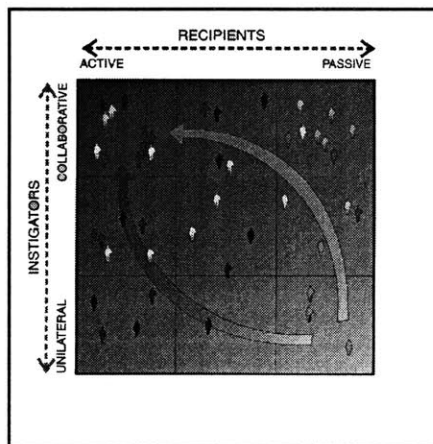 RECIPIENTS
ACTIVE
PASSIVE
INSTIGATORS
COLLABORATIVE
UNILATERAL